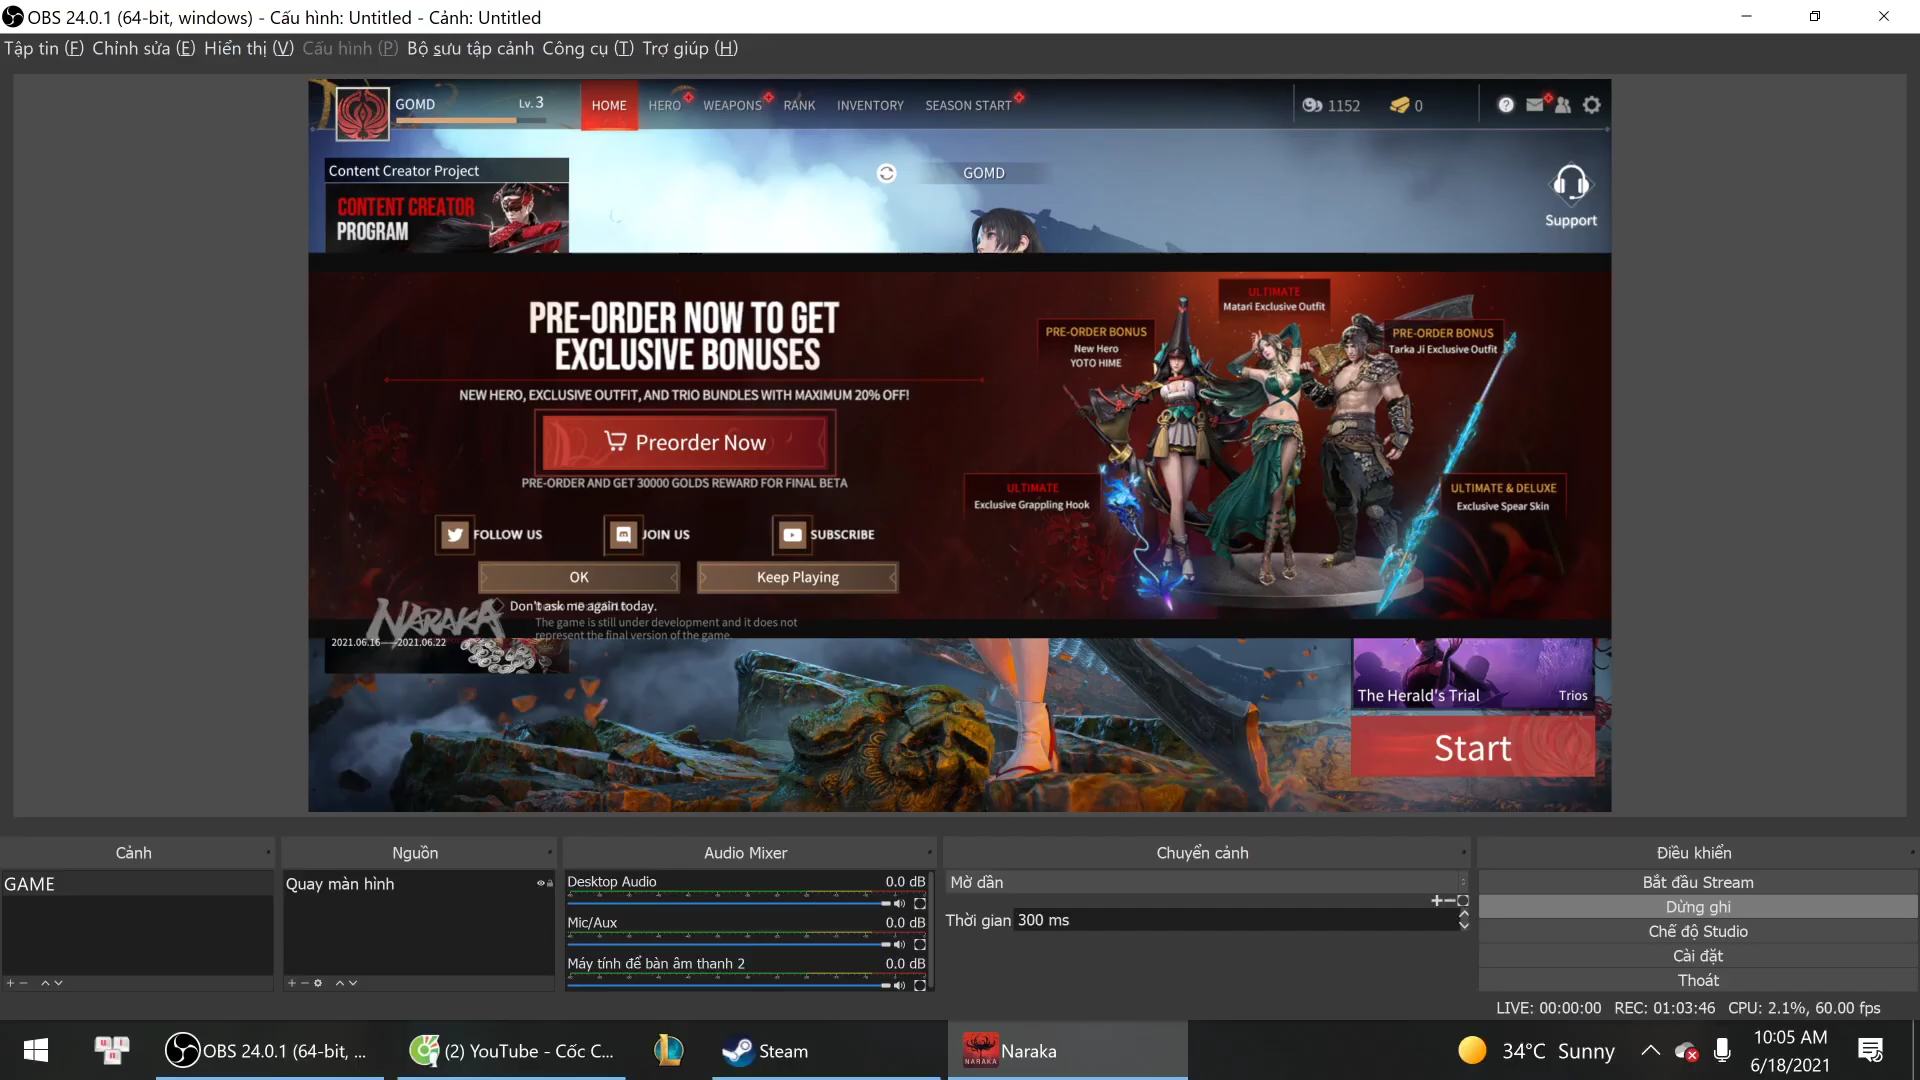 OBS 24.0.1 (64-bit, windows) - Cấu hình: Untitled - Cảnh: Untitled
Tập tin (F) Chỉnh sửa (E) Hiển thị (V) Cấu hình (P) Bộ sưu tập cảnh Công cụ (T) Trợ giúp (H)
GOMD Lv. 3
HOME HERO WEAPONS RANK INVENTORY SEASON START
1152 0
Content Creator Project
CONTENT CREATOR
PROGRAM
GOMD
Support
PRE-ORDER NOW TO GET
EXCLUSIVE BONUSES
NEW HERO, EXCLUSIVE OUTFIT, AND TRIO BUNDLES WITH MAXIMUM 20% OFF!
Preorder Now
PRE-ORDER AND GET 30000 GOLDS REWARD FOR FINAL BETA
FOLLOW US JOIN US SUBSCRIBE
OK Keep Playing
Don't ask me again today.
The game is still under development and it does not
represent the final version of the game.
NARAKA
2021.06.16——2021.06.22
ULTIMATE
Matari Exclusive Outfit
PRE-ORDER BONUS
New Hero
YOTO HIME
PRE-ORDER BONUS
Tarka Ji Exclusive Outfit
ULTIMATE
Exclusive Grappling Hook
ULTIMATE & DELUXE
Exclusive Spear Skin
The Herald's Trial Trios
Start
Cảnh
GAME
Nguồn
Quay màn hình
Audio Mixer
Desktop Audio 0.0 dB
Mic/Aux 0.0 dB
Máy tính để bàn âm thanh 2 0.0 dB
Chuyển cảnh
Mờ dần
Thời gian 300 ms
Điều khiển
Bắt đầu Stream
Dừng ghi
Chế độ Studio
Cài đặt
Thoát
LIVE: 00:00:00 REC: 01:03:46 CPU: 2.1%, 60.00 fps
OBS 24.0.1 (64-bit, ...
(2) YouTube - Cốc C...
Steam
NARAKA
Naraka
34°C Sunny
10:05 AM
6/18/2021